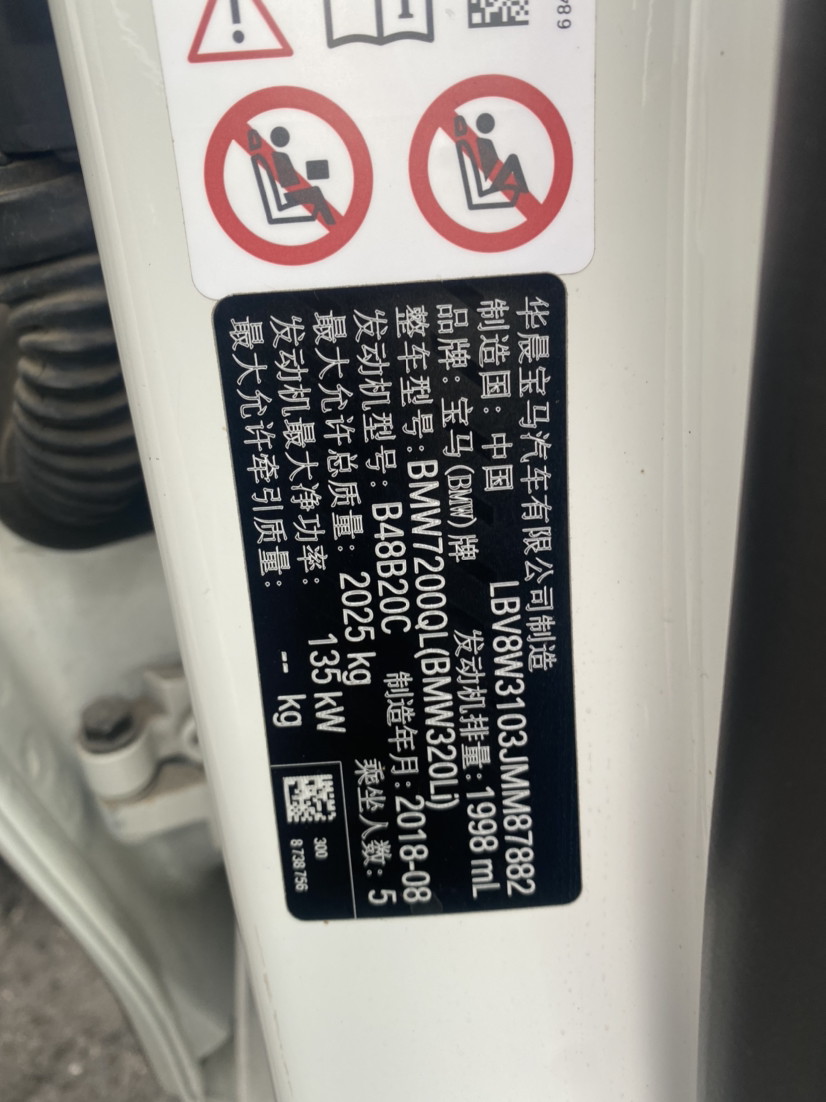 684
华晨宝马汽车有限公司制造
制造国：中国 LBV8W3103JMM87882
品牌：宝马(BMW)牌 发动机排量：1998 mL
整车型号：BMW7200QL(BMW320Li)
发动机型号：B48B20C 制造年月：2018-08
最大允许总质量：2025 kg 乘坐人数：5
发动机最大净功率：135 kW
最大允许牵引质量：-- kg
300
8 738 756